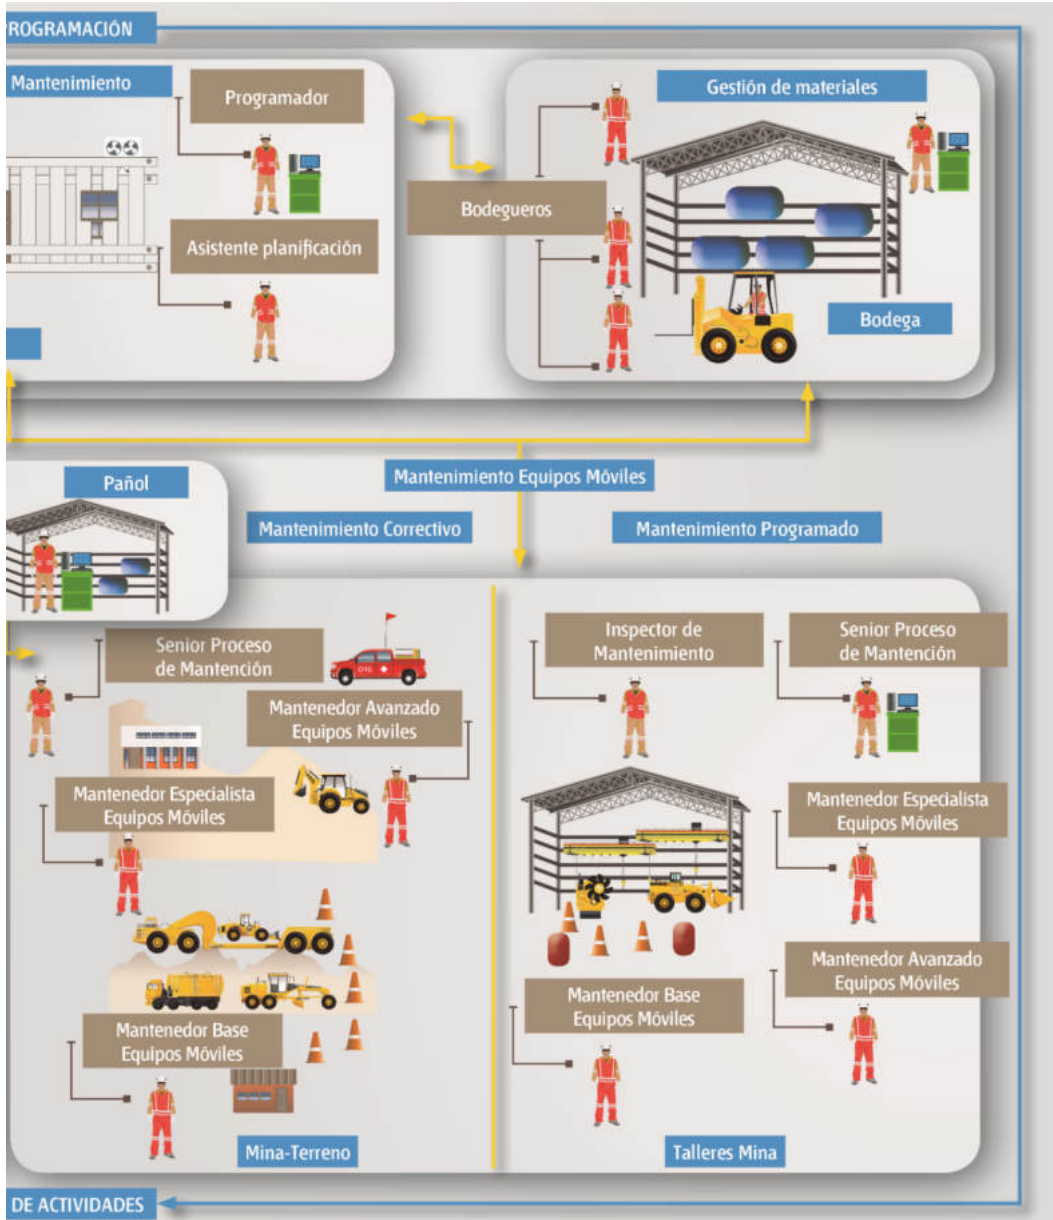 PROGRAMACIÓN
Mantenimiento
Programador
Asistente planificación
Gestión de materiales
Bodegueros
Bodega
Mantenimiento Equipos Móviles
Pañol
Mantenimiento Correctivo
Mantenimiento Programado
Senior Proceso
de Mantención
016
Mantenedor Avanzado
Equipos Móviles
Mantenedor Especialista
Equipos Móviles
Mantenedor Base
Equipos Móviles
Mina-Terreno
Inspector de
Mantenimiento
Senior Proceso
de Mantención
Mantenedor Especialista
Equipos Móviles
Mantenedor Avanzado
Equipos Móviles
Mantenedor Base
Equipos Móviles
Talleres Mina
DE ACTIVIDADES